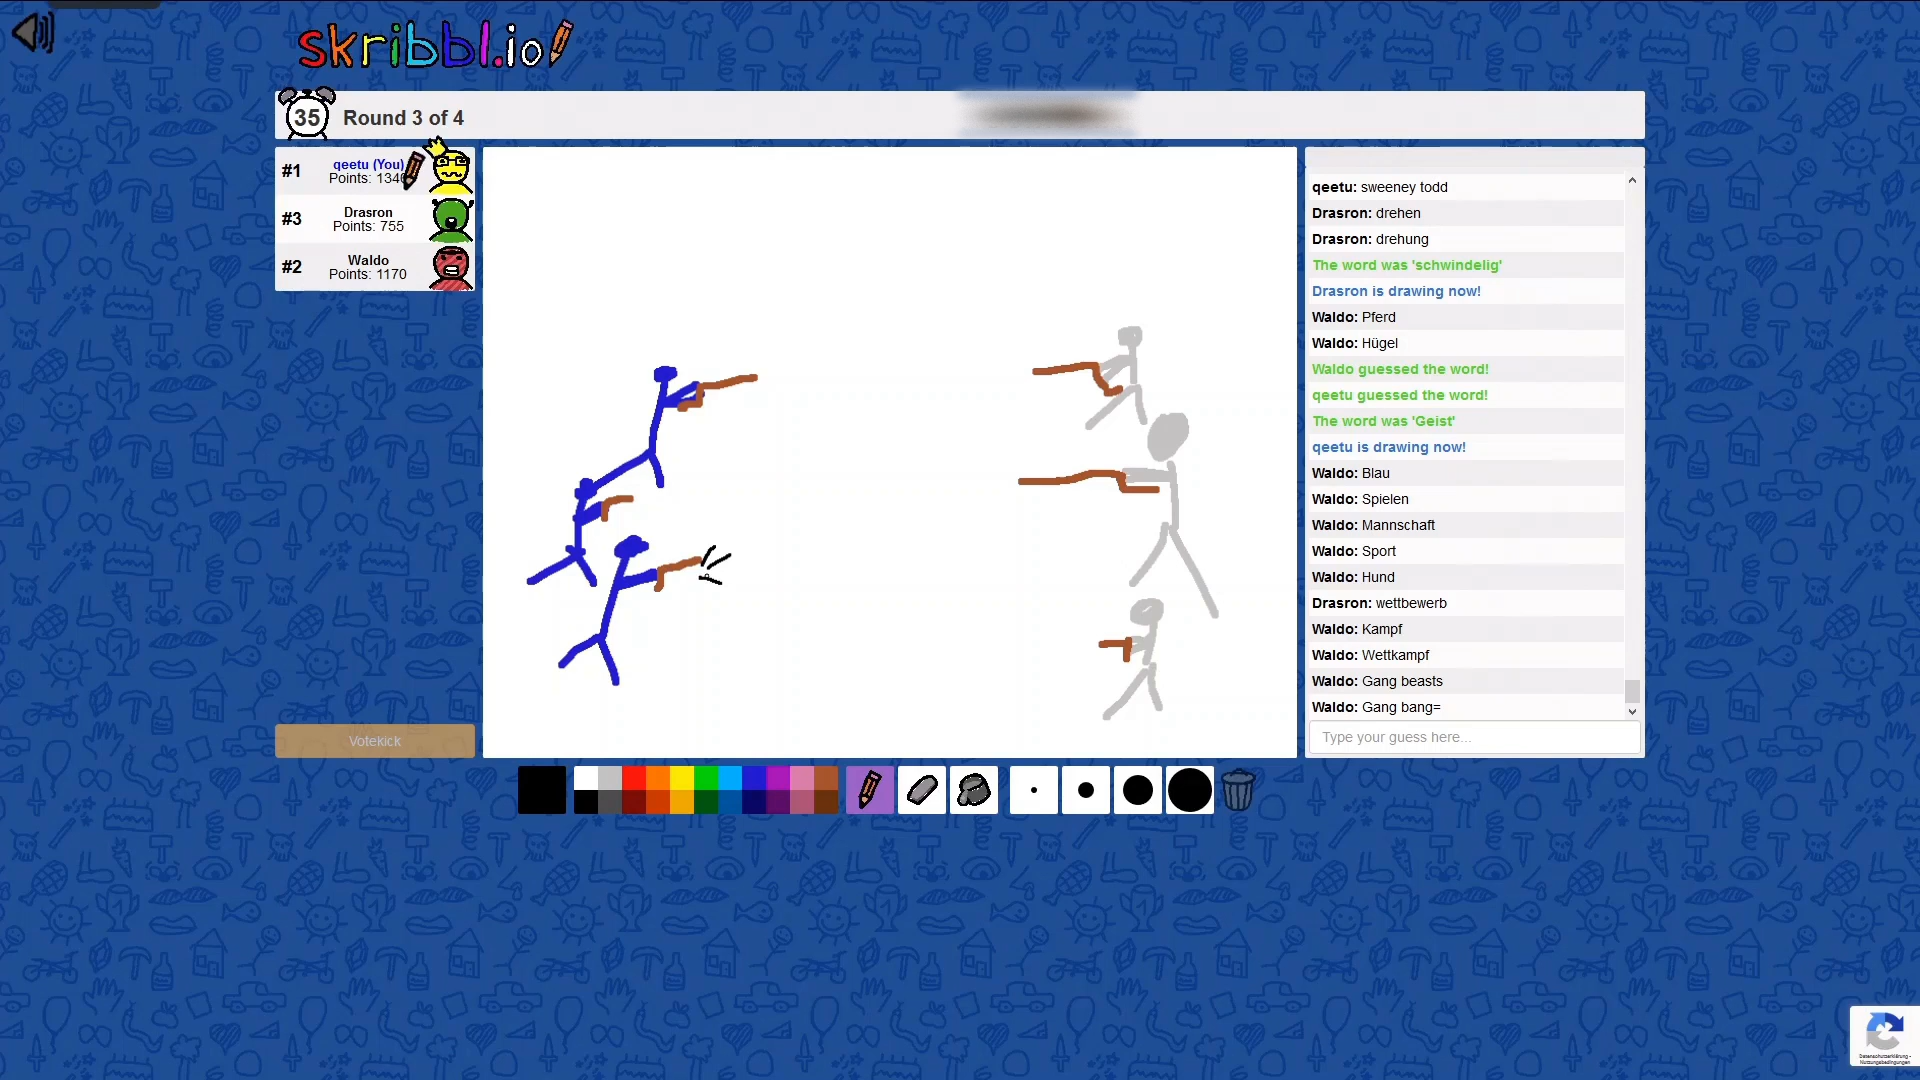 skribbl.io
35
Round 3 of 4
#1
qeetu (You)
Points: 1340
#3
Drasron
Points: 755
#2
Waldo
Points: 1170
Votekick
qeetu: sweeney todd
Drasron: drehen
Drasron: drehung
The word was 'schwindelig'
Drasron is drawing now!
Waldo: Pferd
Waldo: Hügel
Waldo guessed the word!
qeetu guessed the word!
The word was 'Geist'
qeetu is drawing now!
Waldo: Blau
Waldo: Spielen
Waldo: Mannschaft
Waldo: Sport
Waldo: Hund
Drasron: wettbewerb
Waldo: Kampf
Waldo: Wettkampf
Waldo: Gang beasts
Waldo: Gang bang=
Type your guess here...
Datenschutzerklärung -
Nutzungsbedingungen